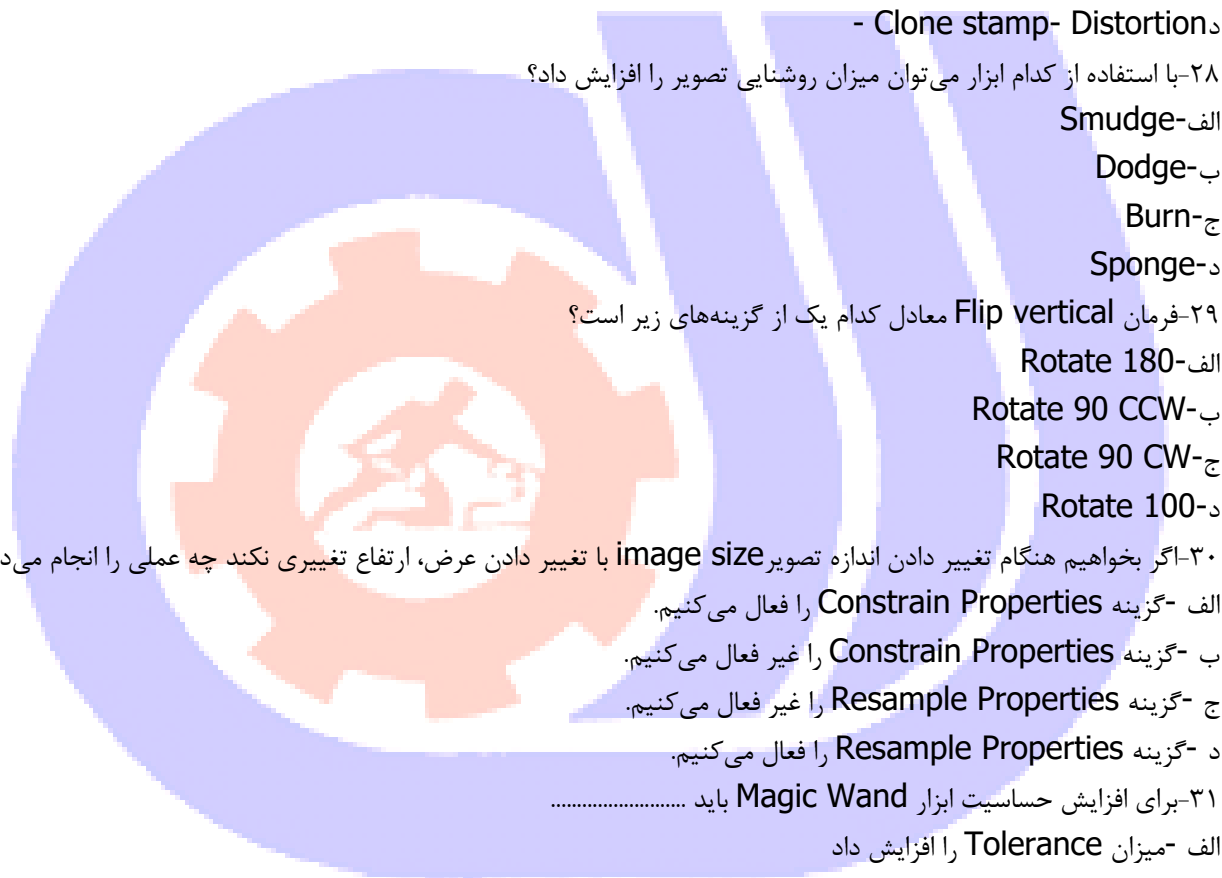 د- Clone stamp- Distortion
۲۸-با استفاده از کدام ابزار می‌توان میزان روشنایی تصویر را افزایش داد؟
الف-Smudge
ب-Dodge
ج-Burn
د-Sponge
۲۹-فرمان Flip vertical معادل کدام یک از گزینه‌های زیر است؟
الف-Rotate 180
ب-Rotate 90 CCW
ج-Rotate 90 CW
د-Rotate 100
۳۰-اگر بخواهیم هنگام تغییر دادن اندازه تصویرimage size با تغییر دادن عرض، ارتفاع تغییری نکند چه عملی را انجام می‌د
الف -گزینه Constrain Properties را فعال می‌کنیم.
ب -گزینه Constrain Properties را غیر فعال می‌کنیم.
ج -گزینه Resample Properties را غیر فعال می‌کنیم.
د -گزینه Resample Properties را فعال می‌کنیم.
۳۱-برای افزایش حساسیت ابزار Magic Wand باید ...........................
الف -میزان Tolerance را افزایش داد